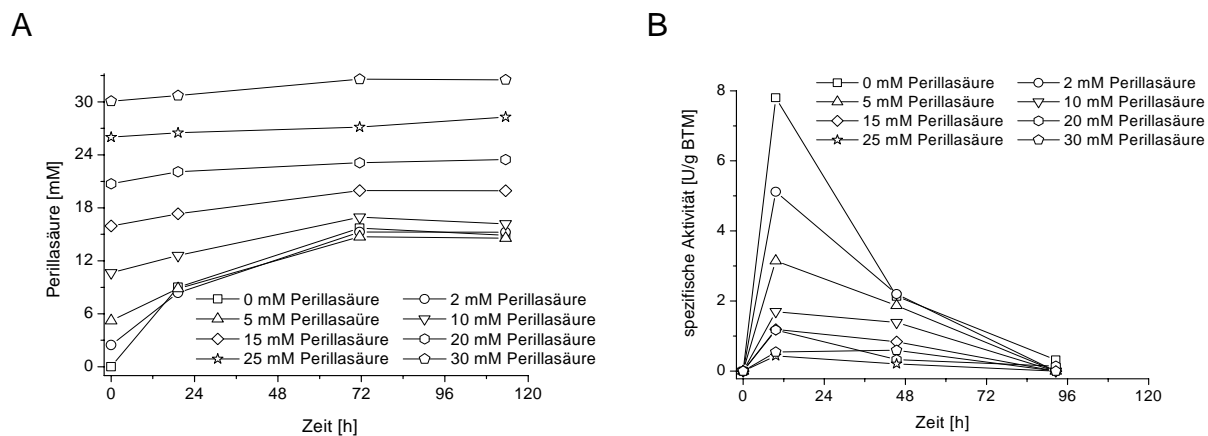 A
B
Perillasäure [mM]
30
24
18
12
6
0
0 mM Perillasäure
2 mM Perillasäure
5 mM Perillasäure
10 mM Perillasäure
15 mM Perillasäure
20 mM Perillasäure
25 mM Perillasäure
30 mM Perillasäure
0
24
48
72
96
120
Zeit [h]
spezifische Aktivität [U/g BTM]
8
6
4
2
0
0 mM Perillasäure
2 mM Perillasäure
5 mM Perillasäure
10 mM Perillasäure
15 mM Perillasäure
20 mM Perillasäure
25 mM Perillasäure
30 mM Perillasäure
0
24
48
72
96
120
Zeit [h]